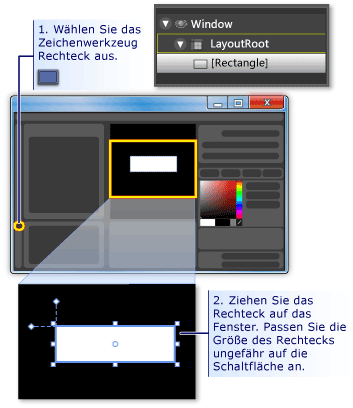 1. Wählen Sie das
Zeichenwerkzeug
Rechteck aus.
Window
LayoutRoot
[Rectangle]
2. Ziehen Sie das
Rechteck auf das
Fenster. Passen Sie die
Größe des Rechtecks
ungefähr auf die
Schaltfläche an.